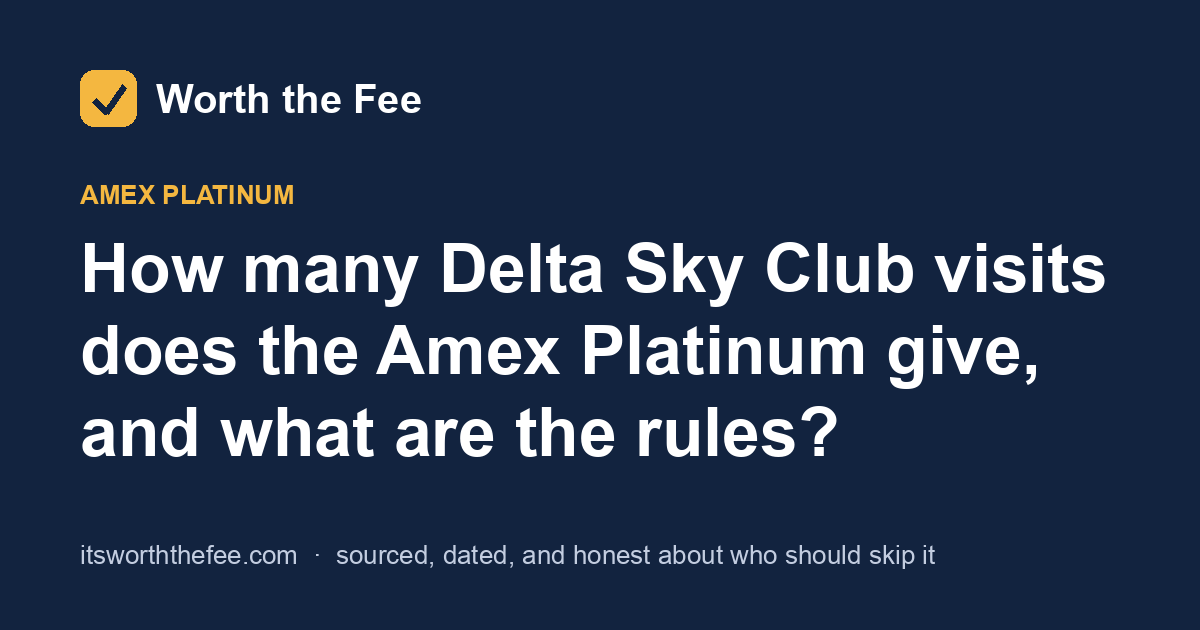 Worth the Fee
AMEX PLATINUM
How many Delta Sky Club visits
does the Amex Platinum give,
and what are the rules?
itsworththefee.com · sourced, dated, and honest about who should skip it